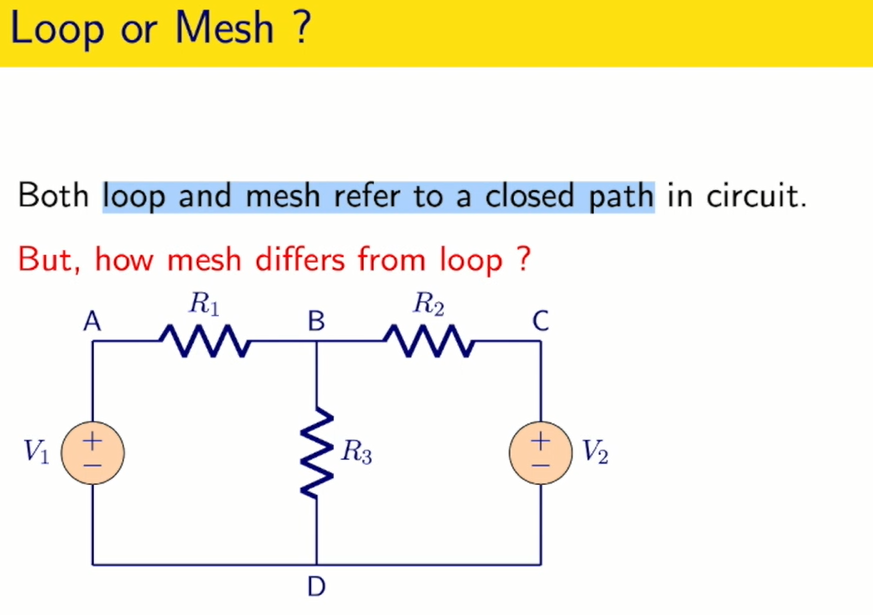 Loop or Mesh ?
Both loop and mesh refer to a closed path in circuit.
But, how mesh differs from loop ?
R₁ R₂
A B C
V₁ + − R₃ + − V₂
D